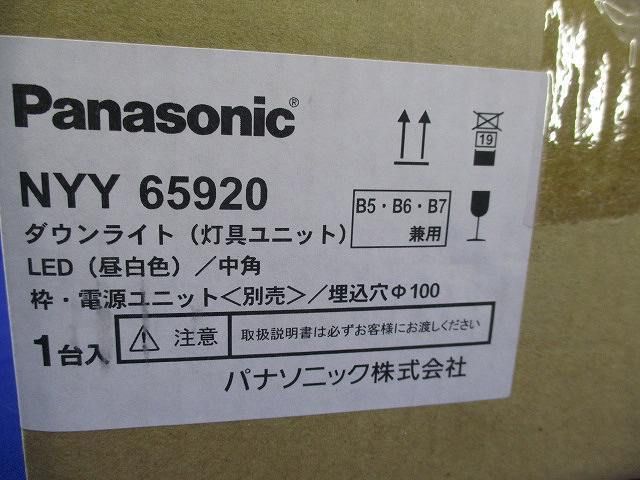 Panasonic®
NYY 65920
19
B5・B6・B7
兼用
ダウンライト（灯具ユニット）
LED（昼白色）／中角
枠・電源ユニット＜別売＞／埋込穴Φ100
1台入
注意
取扱説明書は必ずお客様にお渡しください
パナソニック株式会社